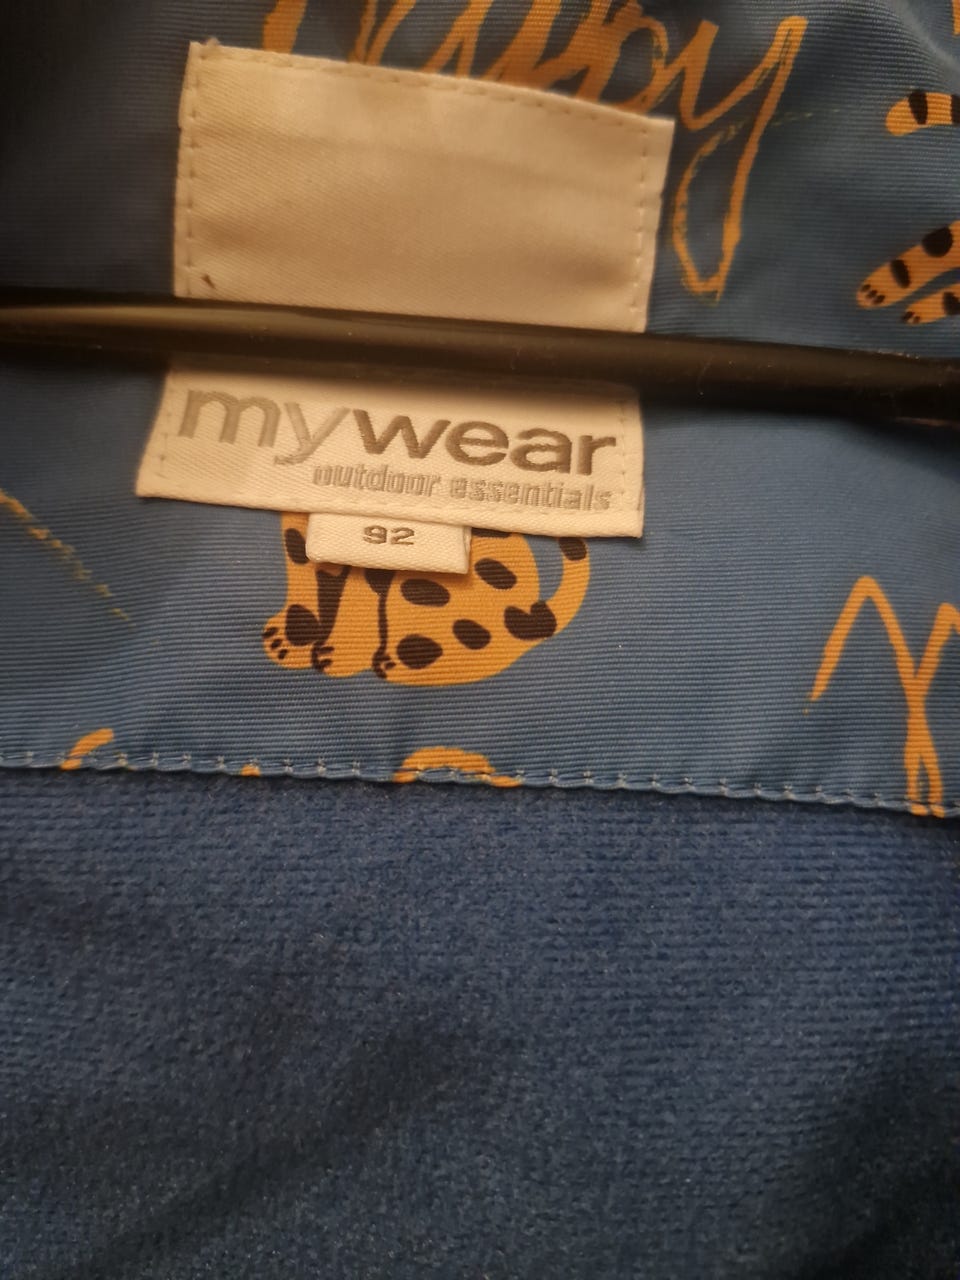 mywear
outdoor essentials
92